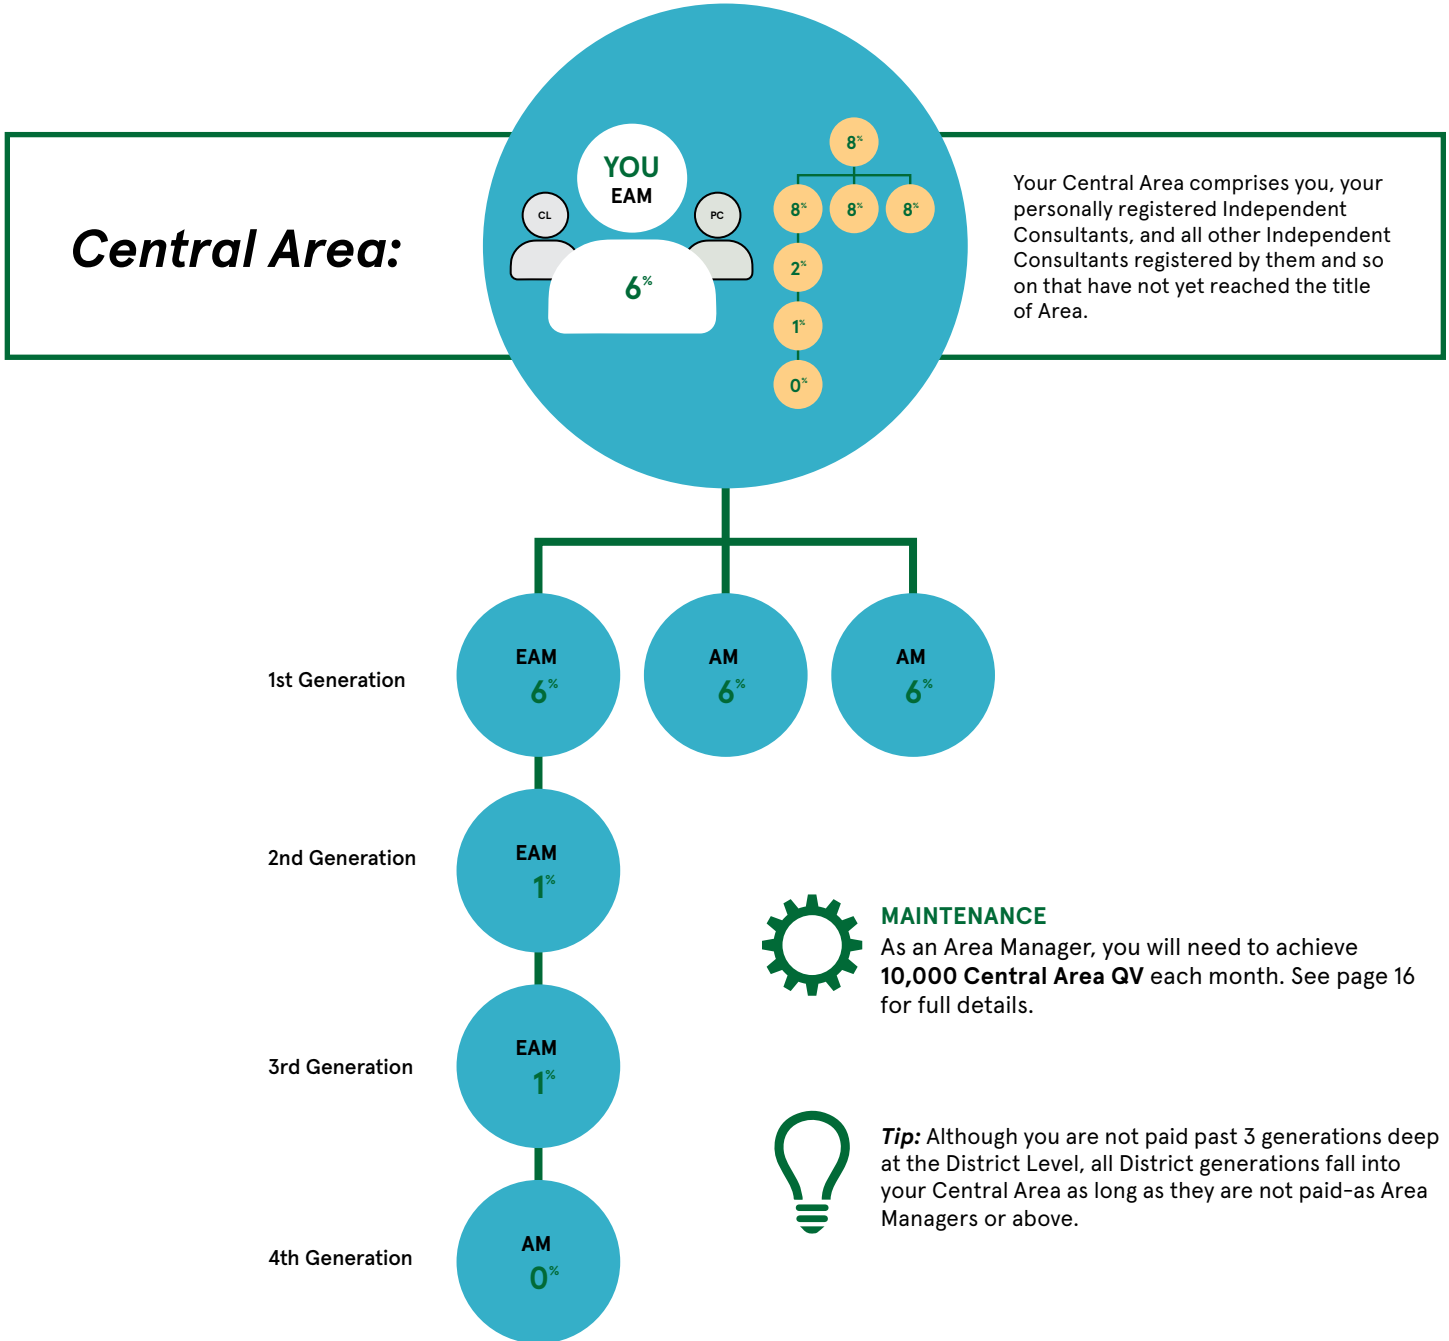 Central Area:
YOU
EAM
CL
PC
6%
8%
8%
8%
8%
2%
1%
0%
Your Central Area comprises you, your
personally registered Independent
Consultants, and all other Independent
Consultants registered by them and so
on that have not yet reached the title
of Area.
1st Generation
EAM
6%
AM
6%
AM
6%
2nd Generation
EAM
1%
3rd Generation
EAM
1%
4th Generation
AM
0%
MAINTENANCE
As an Area Manager, you will need to achieve
10,000 Central Area QV each month. See page 16
for full details.
Tip: Although you are not paid past 3 generations deep
at the District Level, all District generations fall into
your Central Area as long as they are not paid-as Area
Managers or above.